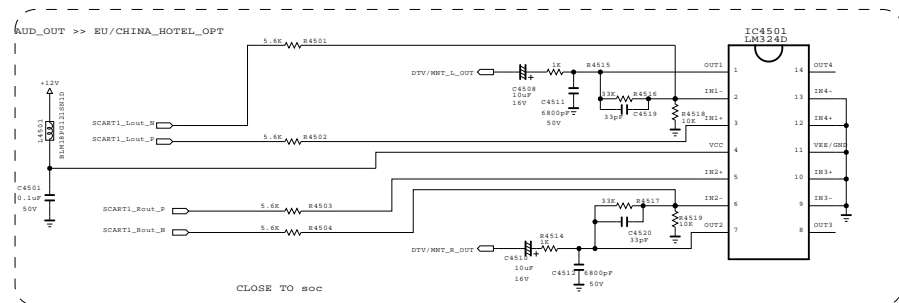 AUD_OUT >> EU/CHINA_HOTEL_OPT
IC4501
LM324D
5.6K R4501
DTV/MNT_L_OUT
C4508
10uF
16V
1K
R4515
C4511
6800pF
50V
33K R4516
33pF C4519
R4518
10K
OUT1
1
14
OUT4
IN1-
2
13
IN4-
IN1+
3
12
IN4+
VCC
4
11
VEE/GND
IN2+
5
10
IN3+
IN2-
6
9
IN3-
OUT2
7
8
OUT3
+12V
L4501
BLM18PG121SN1D
SCART1_Lout_N
SCART1_Lout_P
5.6K R4502
C4501
0.1uF
50V
SCART1_Rout_P
5.6K R4503
SCART1_Rout_N
5.6K R4504
33K R4517
C4520
33pF
R4519
10K
DTV/MNT_R_OUT
C4510
10uF
16V
R4514
1K
C4512 6800pF
50V
CLOSE TO soc